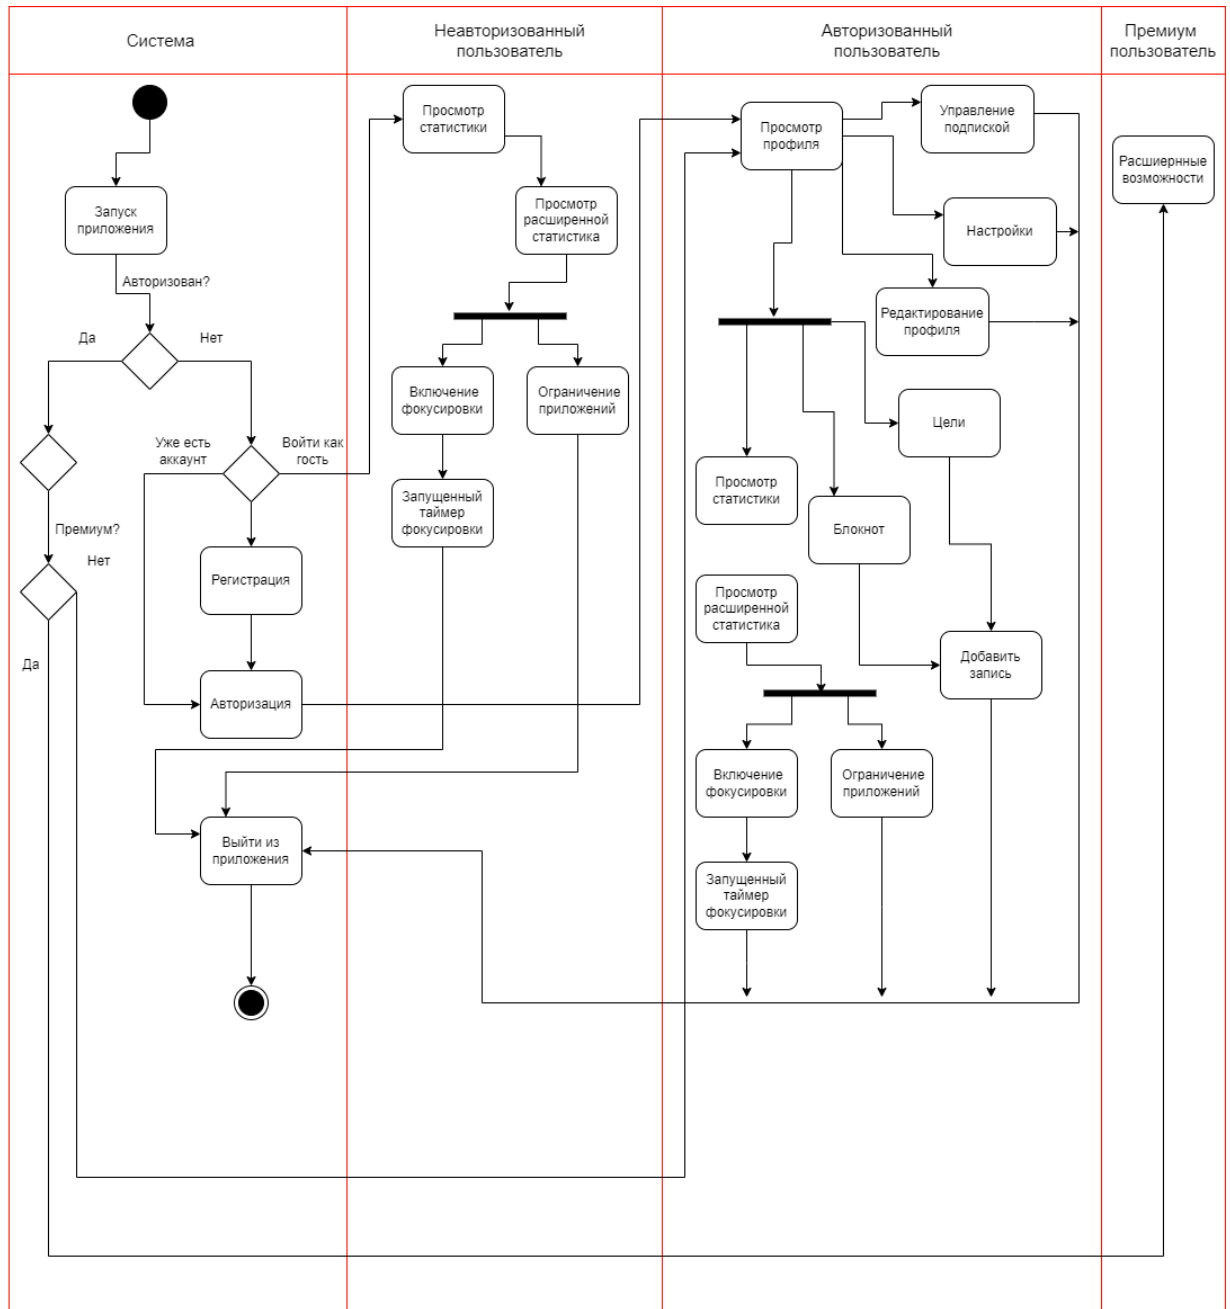 Система
Неавторизованный
пользователь
Авторизованный
пользователь
Премиум
пользователь
Запуск
приложения
Авторизован?
Да
Нет
Уже есть
аккаунт
Войти как
гость
Премиум?
Нет
Да
Регистрация
Авторизация
Выйти из
приложения
Просмотр
статистики
Просмотр
расширенной
статистика
Включение
фокусировки
Ограничение
приложений
Запущенный
таймер
фокусировки
Просмотр
профиля
Управление
подпиской
Настройки
Редактирование
профиля
Цели
Просмотр
статистики
Блокнот
Просмотр
расширенной
статистика
Добавить
запись
Включение
фокусировки
Ограничение
приложений
Запущенный
таймер
фокусировки
Расшиернные
возможности